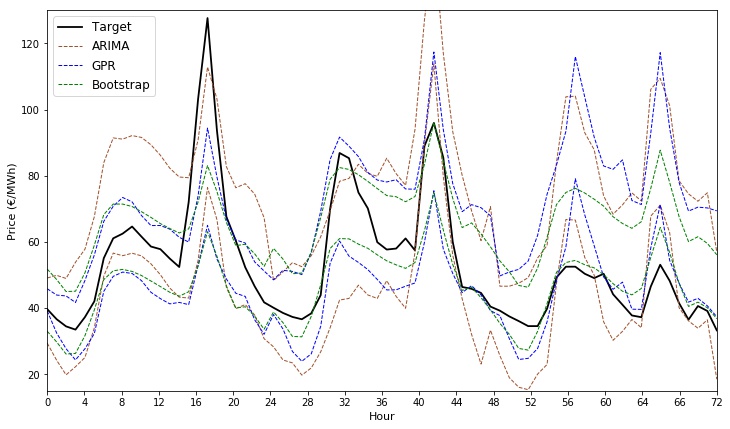 Target
ARIMA
GPR
Bootstrap
Price (€/MWh)
120
100
80
60
40
20
0 4 8 12 16 20 24 28 32 36 40 44 48 52 56 60 64 68 72
Hour